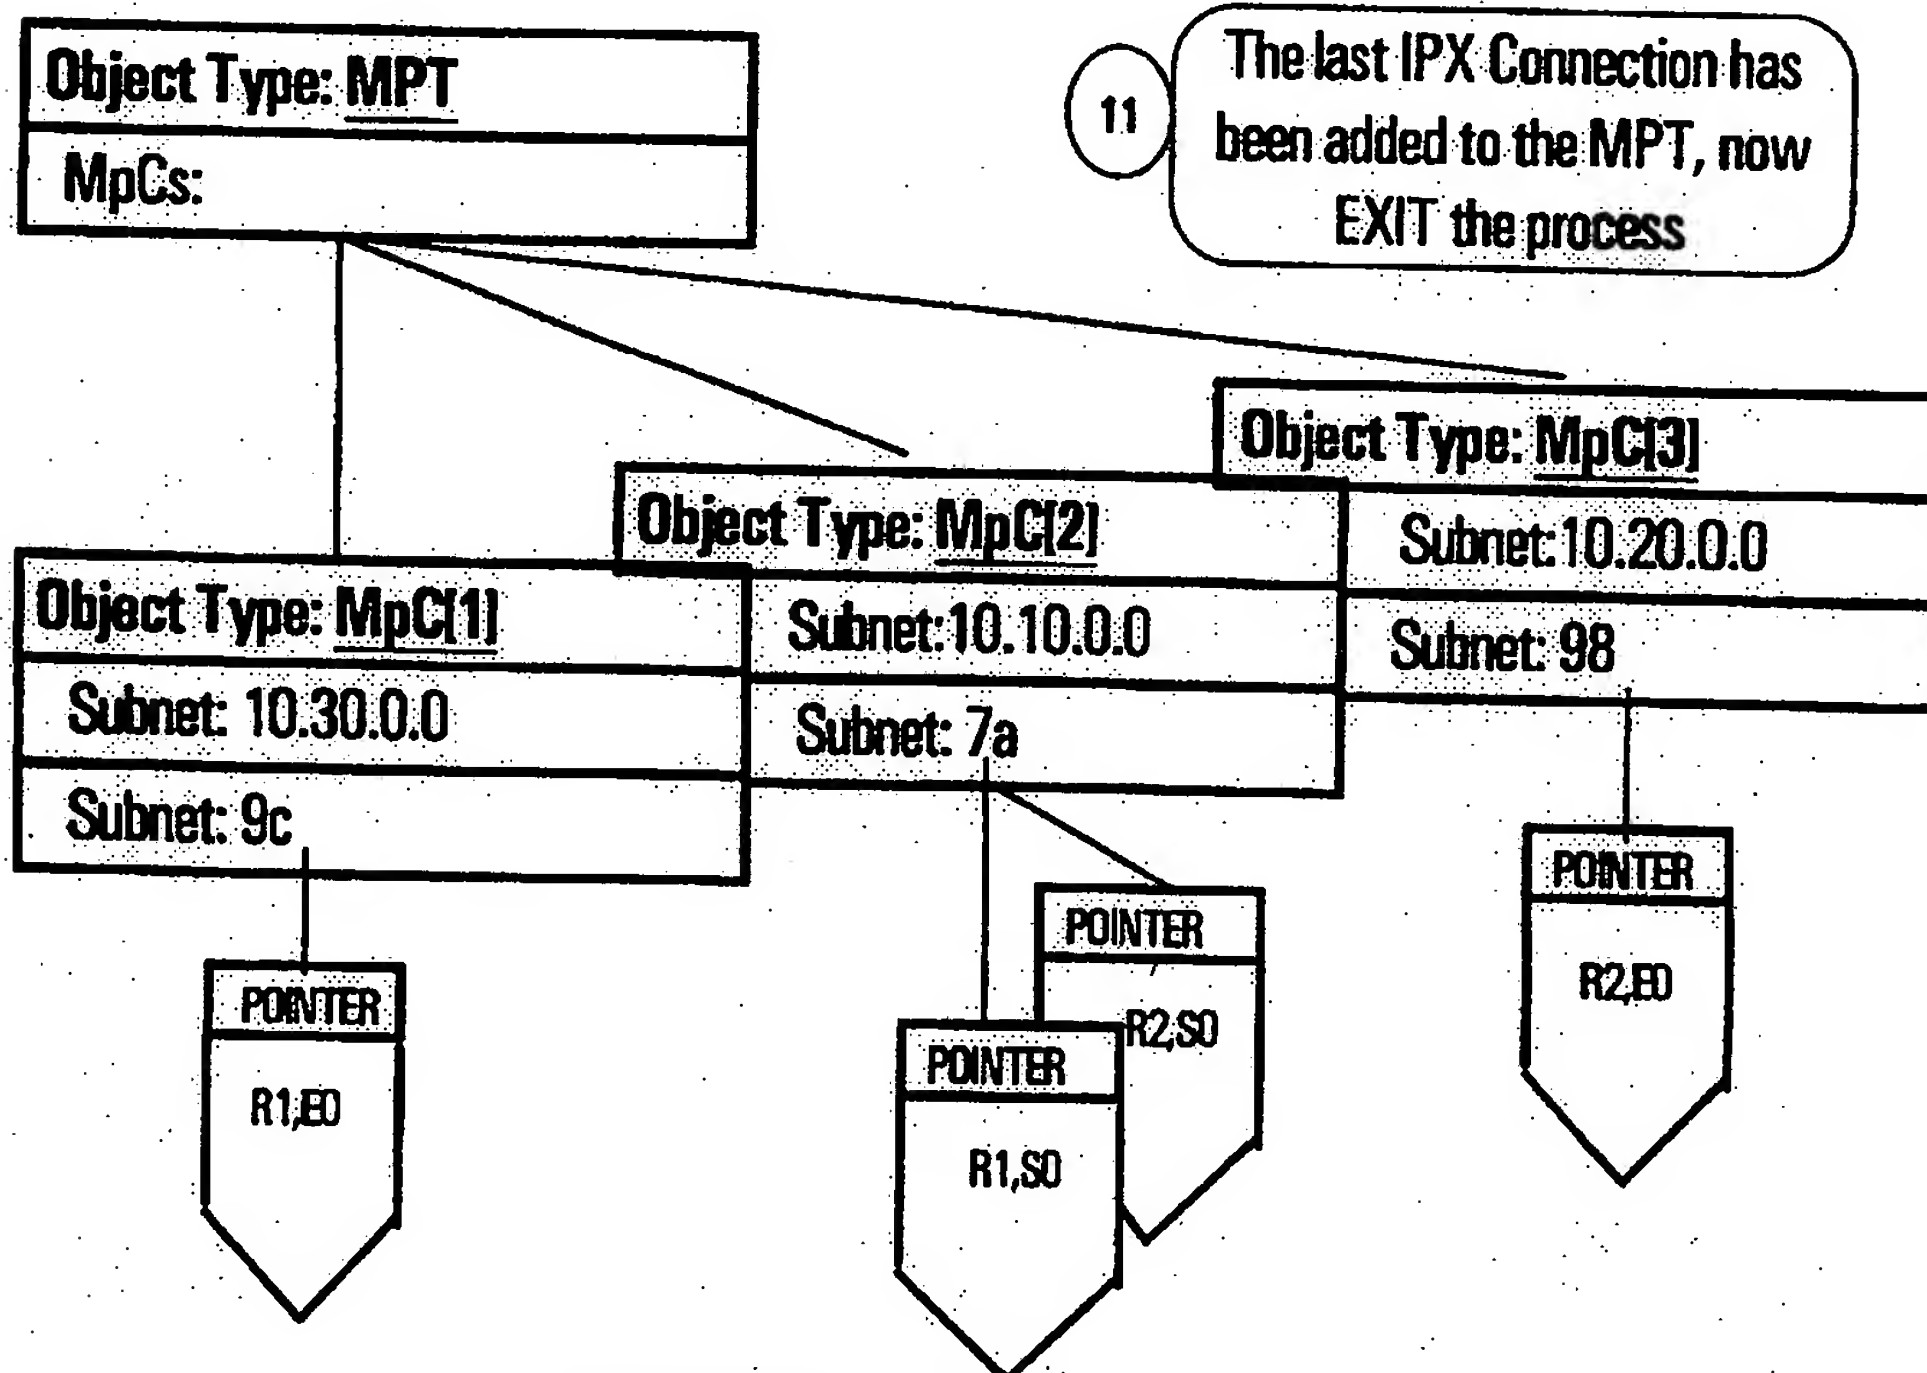 Object Type: MPT
MpCs:
11
The last IPX Connection has
been added to the MPT, now
EXIT the process
Object Type: MpC[3]
Subnet:10.20.0.0
Subnet: 98
Object Type: MpC[2]
Subnet:10.10.0.0
Subnet: 7a
Object Type: MpC[1]
Subnet: 10.30.0.0
Subnet: 9c
POINTER
R1,E0
POINTER
R1,S0
POINTER
R2,S0
POINTER
R2,E0